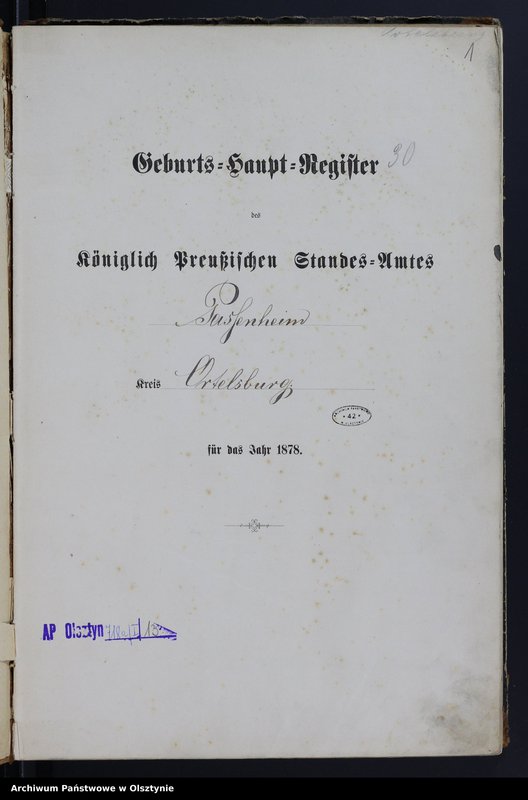 1
Geburts-Haupt-Register 30
des
Königlich Preußischen Standes-Amtes
Passenheim
Kreis Ortelsburg
42
für das Jahr 1878.
AP Olsztyn
Archiwum Państwowe w Olsztynie